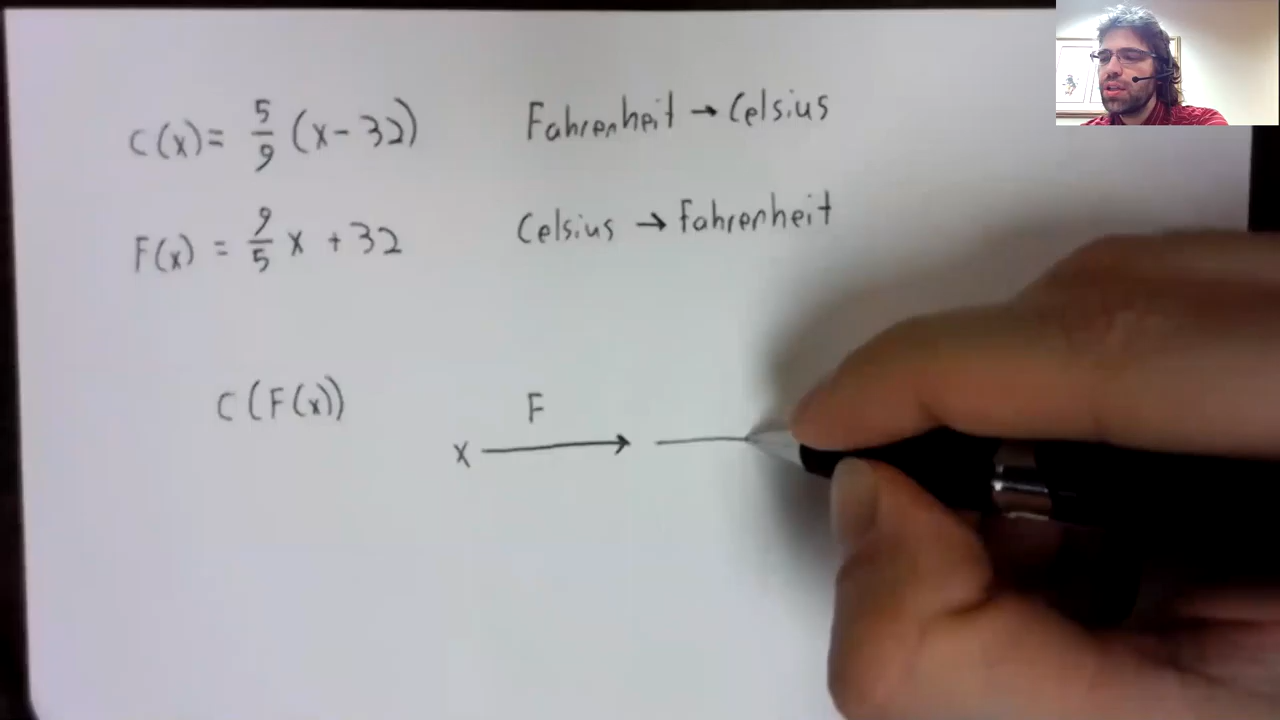 C(x) = 5/9 (x - 32) Fahrenheit → Celsius
F(x) = 9/5 x + 32 Celsius → Fahrenheit
C(F(x)) F
x